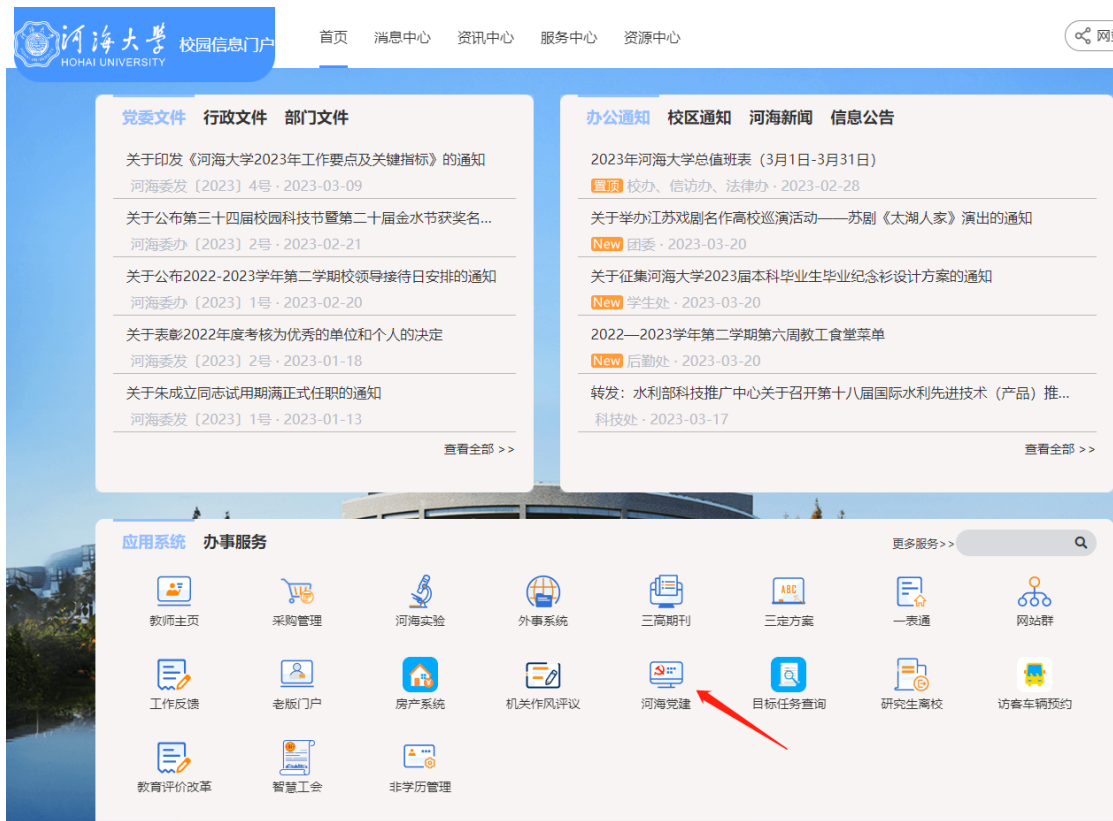 河海大学
HOHAI UNIVERSITY
校园信息门户
首页 消息中心 资讯中心 服务中心 资源中心
党委文件 行政文件 部门文件
关于印发《河海大学2023年工作要点及关键指标》的通知
河海委发〔2023〕4号 · 2023-03-09
关于公布第三十四届校园科技节暨第二十届金水节获奖名...
河海委办〔2023〕2号 · 2023-02-21
关于公布2022-2023学年第二学期校领导接待日安排的通知
河海委办〔2023〕1号 · 2023-02-20
关于表彰2022年度考核为优秀的单位和个人的决定
河海委发〔2023〕2号 · 2023-01-18
关于朱成立同志试用期满正式任职的通知
河海委发〔2023〕1号 · 2023-01-13
查看全部 >>
办公通知 校区通知 河海新闻 信息公告
2023年河海大学总值班表（3月1日-3月31日）
置顶 校办、信访办、法律办 · 2023-02-28
关于举办江苏戏剧名作高校巡演活动——苏剧《太湖人家》演出的通知
New 团委 · 2023-03-20
关于征集河海大学2023届本科毕业生毕业纪念衫设计方案的通知
New 学生处 · 2023-03-20
2022—2023学年第二学期第六周教工食堂菜单
New 后勤处 · 2023-03-20
转发：水利部科技推广中心关于召开第十八届国际水利先进技术（产品）推...
科技处 · 2023-03-17
查看全部 >>
应用系统 办事服务
更多服务>>
教师主页 采购管理 河海实验 外事系统 三高期刊 三定方案 一表通 网站群
工作反馈 老版门户 房产系统 机关作风评议 河海党建 目标任务查询 研究生离校 访客车辆预约
教育评价改革 智慧工会 非学历管理